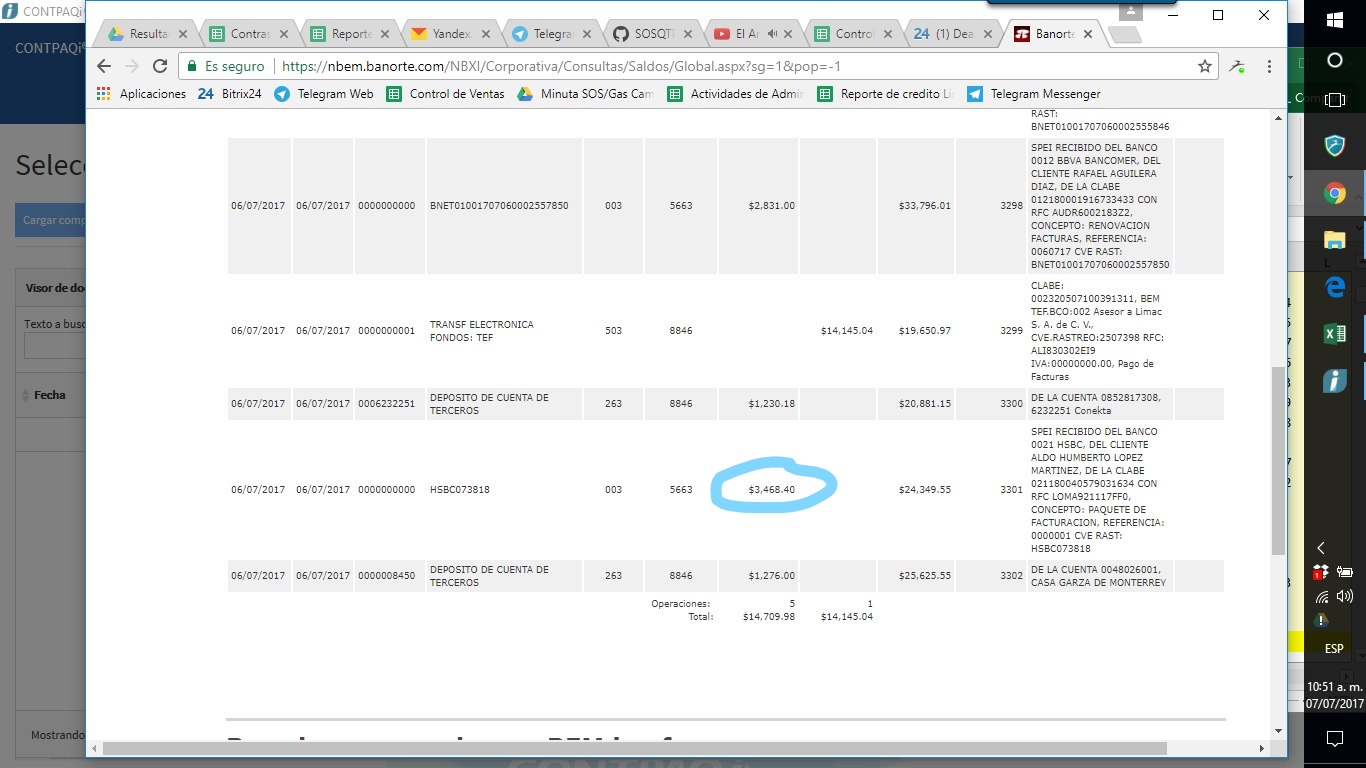 CONTPAQi
CONTPAQi
Resulta
Contras
Reporte
Yandex.
Telegra
GitHub SOSQTP
El Ar
Control
24 (1) Dea
Banorte
Es seguro
https://nbem.banorte.com/NBXI/Corporativa/Consultas/Saldos/Global.aspx?sg=1&pop=-1
Aplicaciones
24 Bitrix24
Telegram Web
Control de Ventas
Minuta SOS/Gas Cam
Actividades de Admin
Reporte de credito Li
Telegram Messenger
Selec
Cargar comp
Visor de do
Texto a busc
Fecha
Mostrando
RAST:
BNET01001707060002555846
06/07/2017 06/07/2017 0000000000 BNET01001707060002557850 003 5663 $2,831.00 $33,796.01 3298
SPEI RECIBIDO DEL BANCO
0012 BBVA BANCOMER, DEL
CLIENTE RAFAEL AGUILERA
DIAZ, DE LA CLABE
012180001916733433 CON
RFC AUDR6002183Z2,
CONCEPTO: RENOVACION
FACTURAS, REFERENCIA:
0060717 CVE RAST:
BNET01001707060002557850
06/07/2017 06/07/2017 0000000001 TRANSF ELECTRONICA
FONDOS: TEF
503 8846 $14,145.04 $19,650.97 3299
CLABE:
002320507100391311, BEM
TEF.BCO:002 Asesor a Limac
S. A. de C. V.,
CVE.RASTREO:2507398 RFC:
ALI830302EI9
IVA:00000000.00, Pago de
Facturas
06/07/2017 06/07/2017 0006232251 DEPOSITO DE CUENTA DE
TERCEROS
263 8846 $1,230.18 $20,881.15 3300
DE LA CUENTA 0852817308,
6232251 Conekta
06/07/2017 06/07/2017 0000000000 HSBC073818 003 5663 $3,468.40 $24,349.55 3301
SPEI RECIBIDO DEL BANCO
0021 HSBC, DEL CLIENTE
ALDO HUMBERTO LOPEZ
MARTINEZ, DE LA CLABE
021180040579031634 CON
RFC LOMA921117FF0,
CONCEPTO: PAQUETE DE
FACTURACION, REFERENCIA:
0000001 CVE RAST:
HSBC073818
06/07/2017 06/07/2017 0000008450 DEPOSITO DE CUENTA DE
TERCEROS
263 8846 $1,276.00 $25,625.55 3302
DE LA CUENTA 0048026001,
CASA GARZA DE MONTERREY
Operaciones: 5 1
Total: $14,709.98 $14,145.04
ESP
10:51 a. m.
07/07/2017